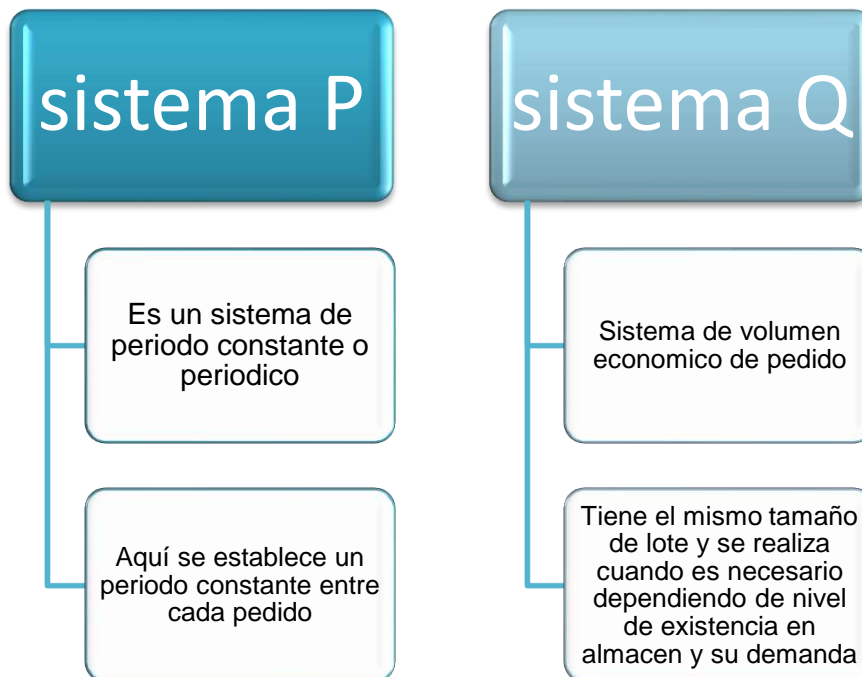 sistema P
Es un sistema de
periodo constante o
periodico
Aquí se establece un
periodo constante entre
cada pedido
sistema Q
Sistema de volumen
economico de pedido
Tiene el mismo tamaño
de lote y se realiza
cuando es necesario
dependiendo de nivel
de existencia en
almacen y su demanda